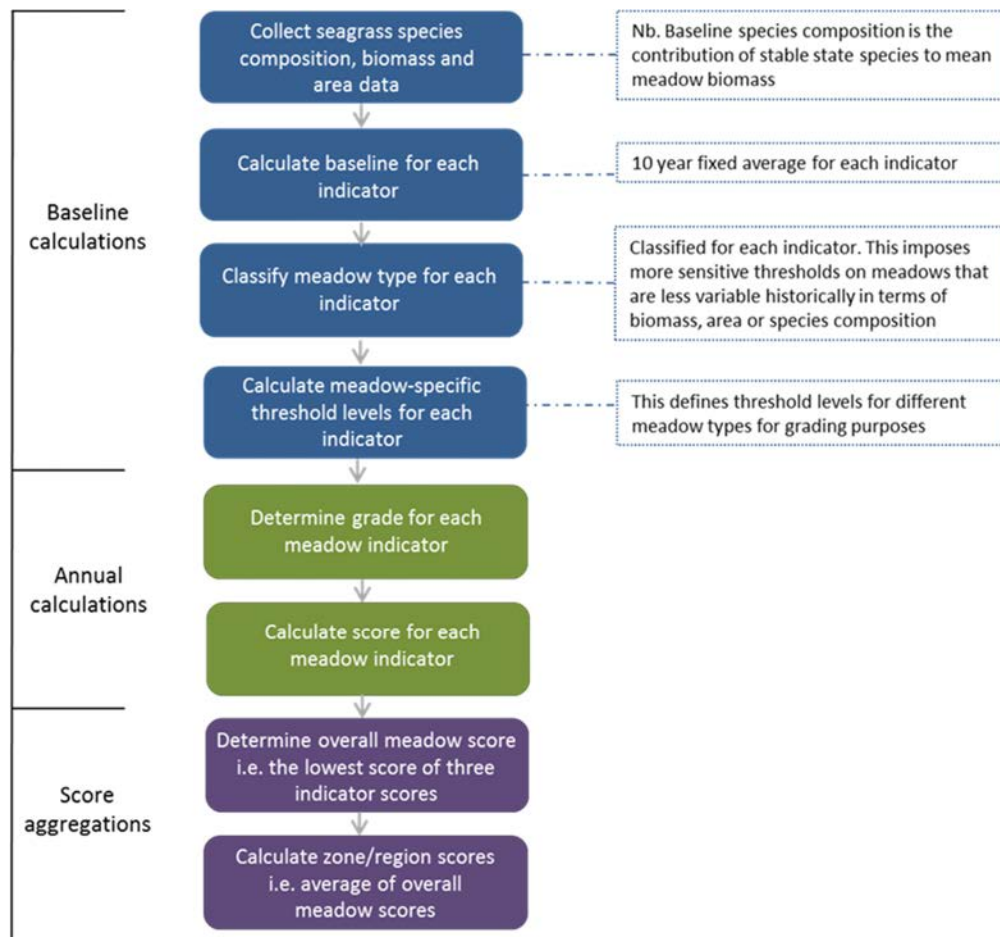 Collect seagrass species
composition, biomass and
area data
Nb. Baseline species composition is the
contribution of stable state species to mean
meadow biomass
Calculate baseline for each
indicator
10 year fixed average for each indicator
Baseline
calculations
Classify meadow type for each
indicator
Classified for each indicator. This imposes
more sensitive thresholds on meadows that
are less variable historically in terms of
biomass, area or species composition
Calculate meadow-specific
threshold levels for each
indicator
This defines threshold levels for different
meadow types for grading purposes
Annual
calculations
Determine grade for each
meadow indicator
Calculate score for each
meadow indicator
Score
aggregations
Determine overall meadow score
i.e. the lowest score of three
indicator scores
Calculate zone/region scores
i.e. average of overall
meadow scores